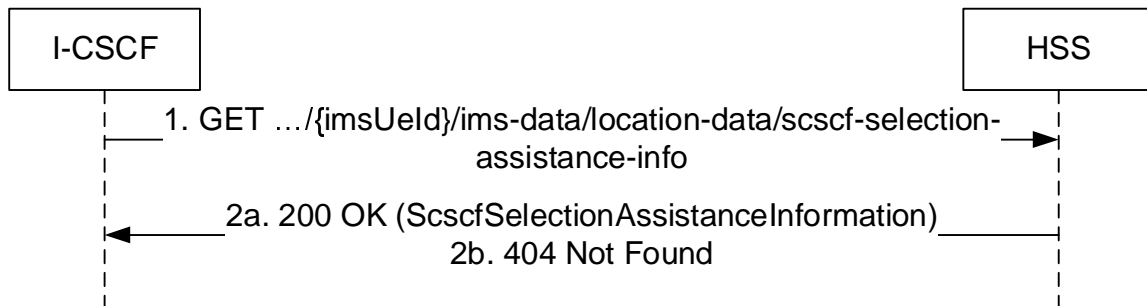 I-CSCF
HSS
1. GET …/{imsUeId}/ims-data/location-data/scscf-selection-
assistance-info
2a. 200 OK (ScscfSelectionAssistanceInformation)
2b. 404 Not Found